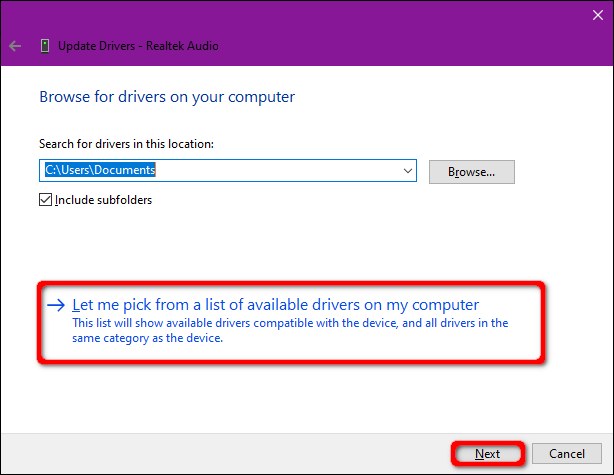 Update Drivers - Realtek Audio
Browse for drivers on your computer
Search for drivers in this location:
C:\Users\Documents
Browse...
Include subfolders
Let me pick from a list of available drivers on my computer
This list will show available drivers compatible with the device, and all drivers in the
same category as the device.
Next
Cancel